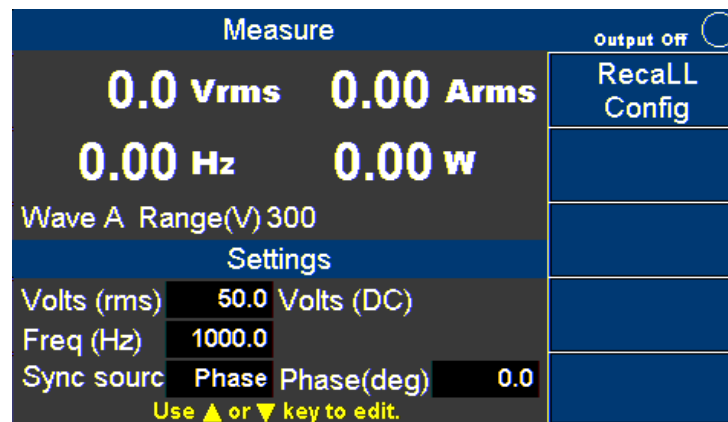 Measure
Output Off
0.0 Vrms 0.00 Arms
RecaLL
Config
0.00 Hz 0.00 W
Wave A Range(V) 300
Settings
Volts (rms) 50.0 Volts (DC)
Freq (Hz) 1000.0
Sync sourc Phase Phase(deg) 0.0
Use ▲ or ▼ key to edit.